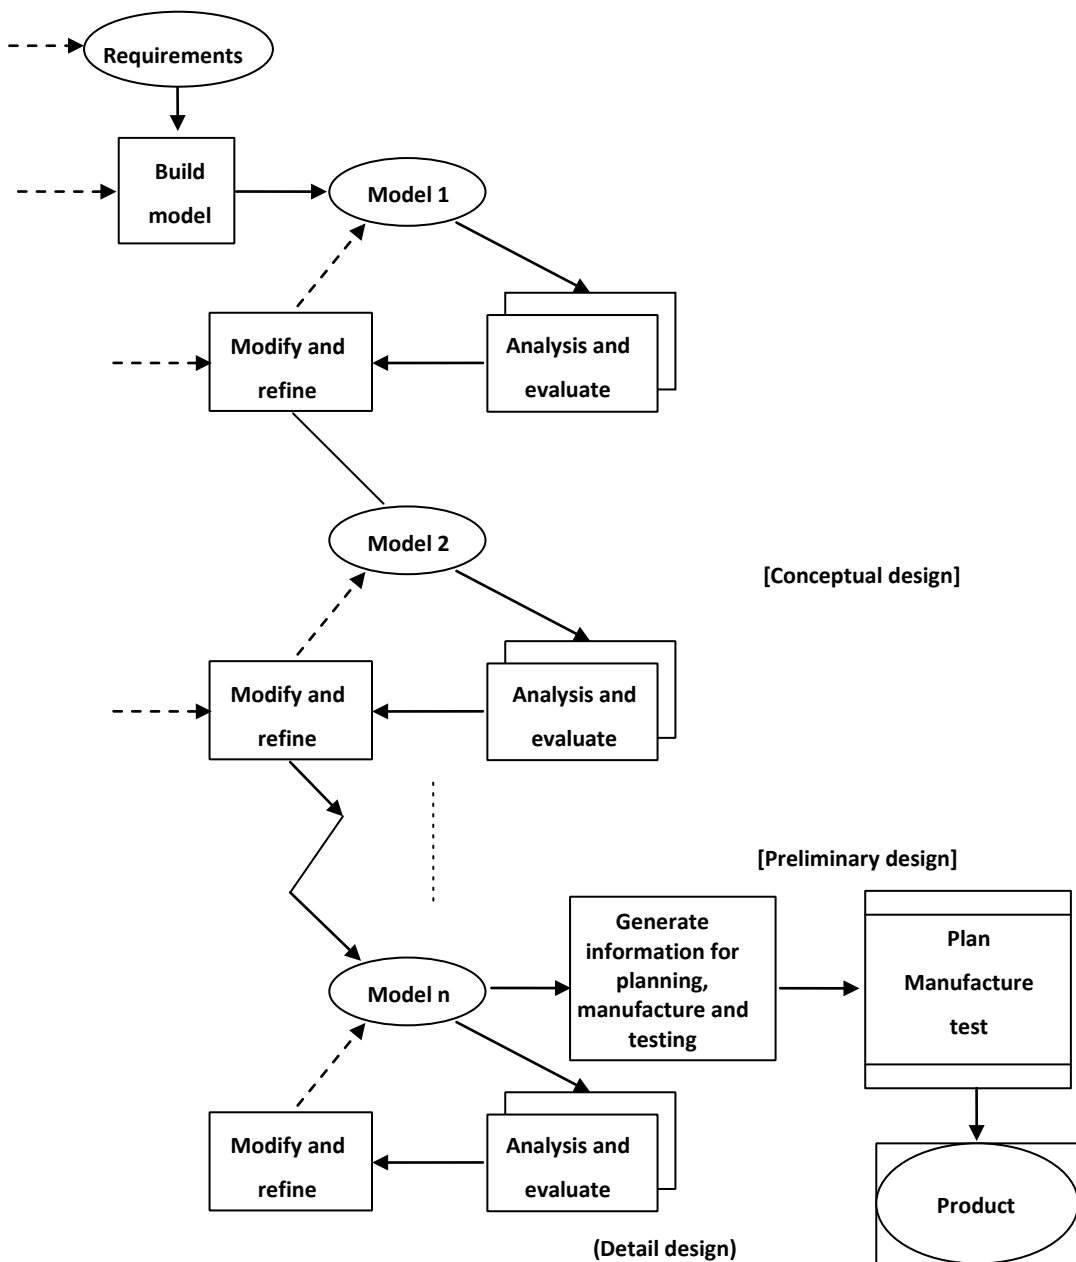 Requirements
Build
model
Model 1
Modify and
refine
Analysis and
evaluate
Model 2
[Conceptual design]
Modify and
refine
Analysis and
evaluate
[Preliminary design]
Generate
information for
planning,
manufacture and
testing
Plan
Manufacture
test
Model n
Modify and
refine
Analysis and
evaluate
Product
(Detail design)